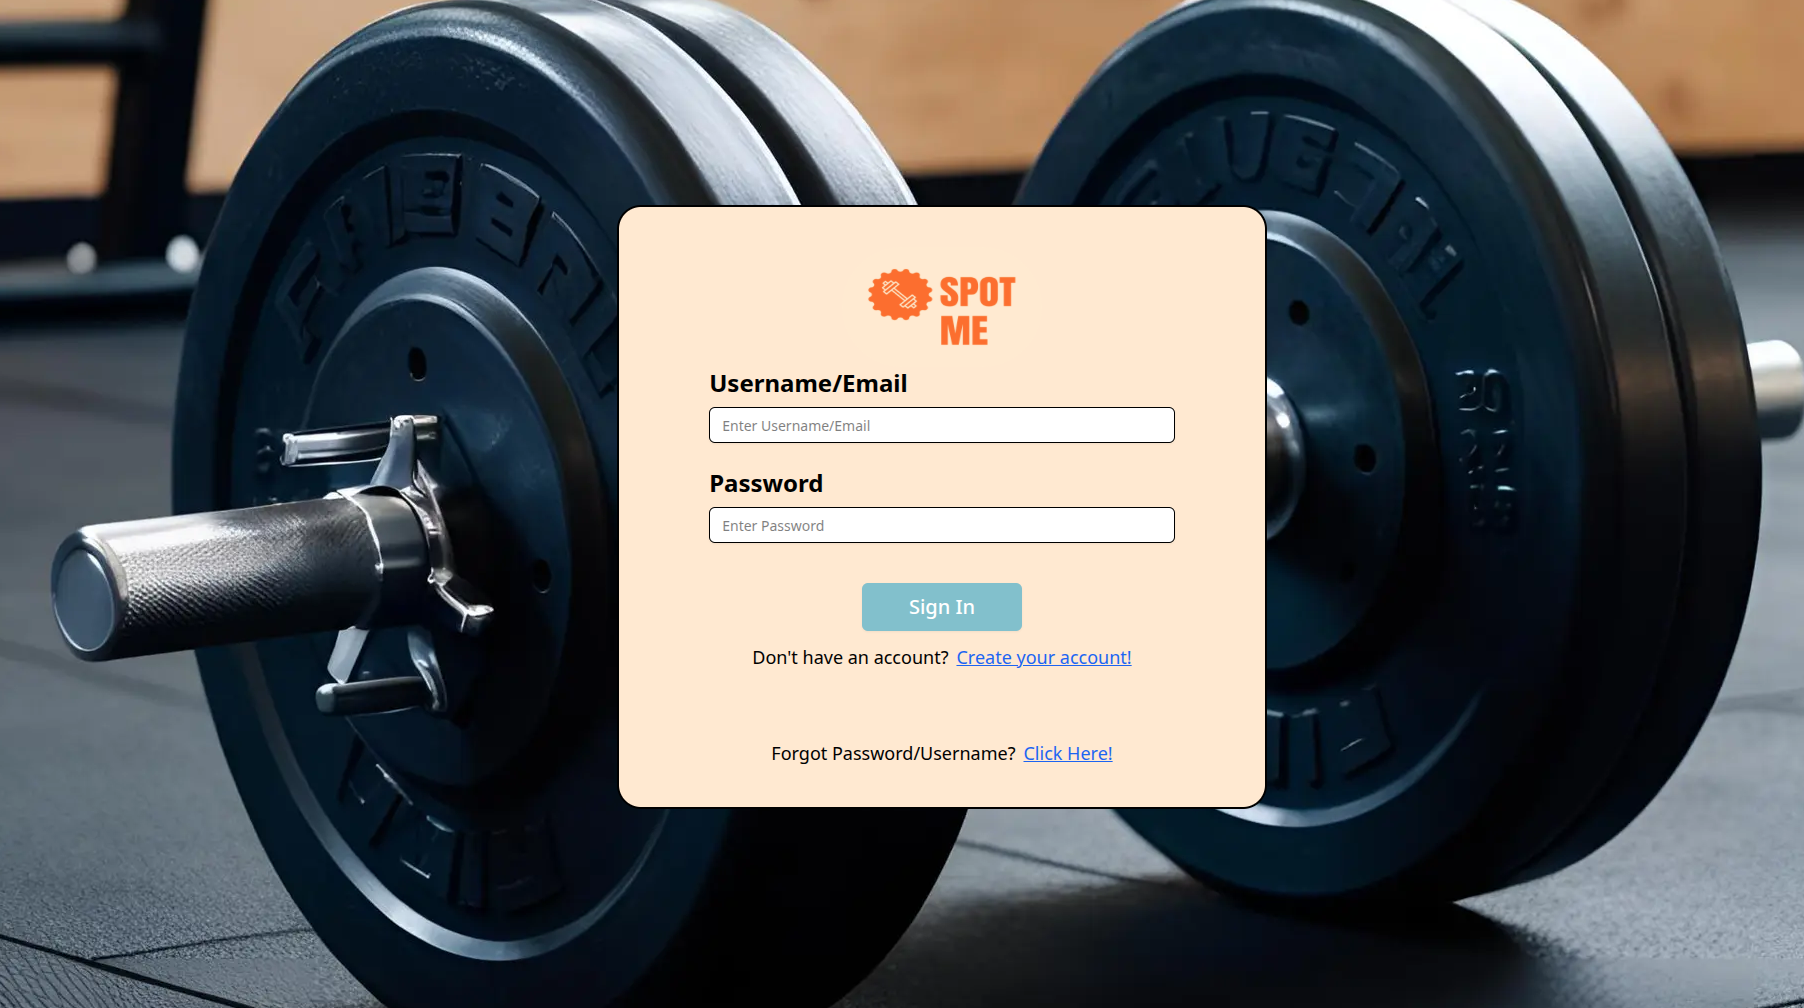 SPOT
ME
Username/Email
Enter Username/Email
Password
Enter Password
Sign In
Don't have an account? Create your account!
Forgot Password/Username? Click Here!